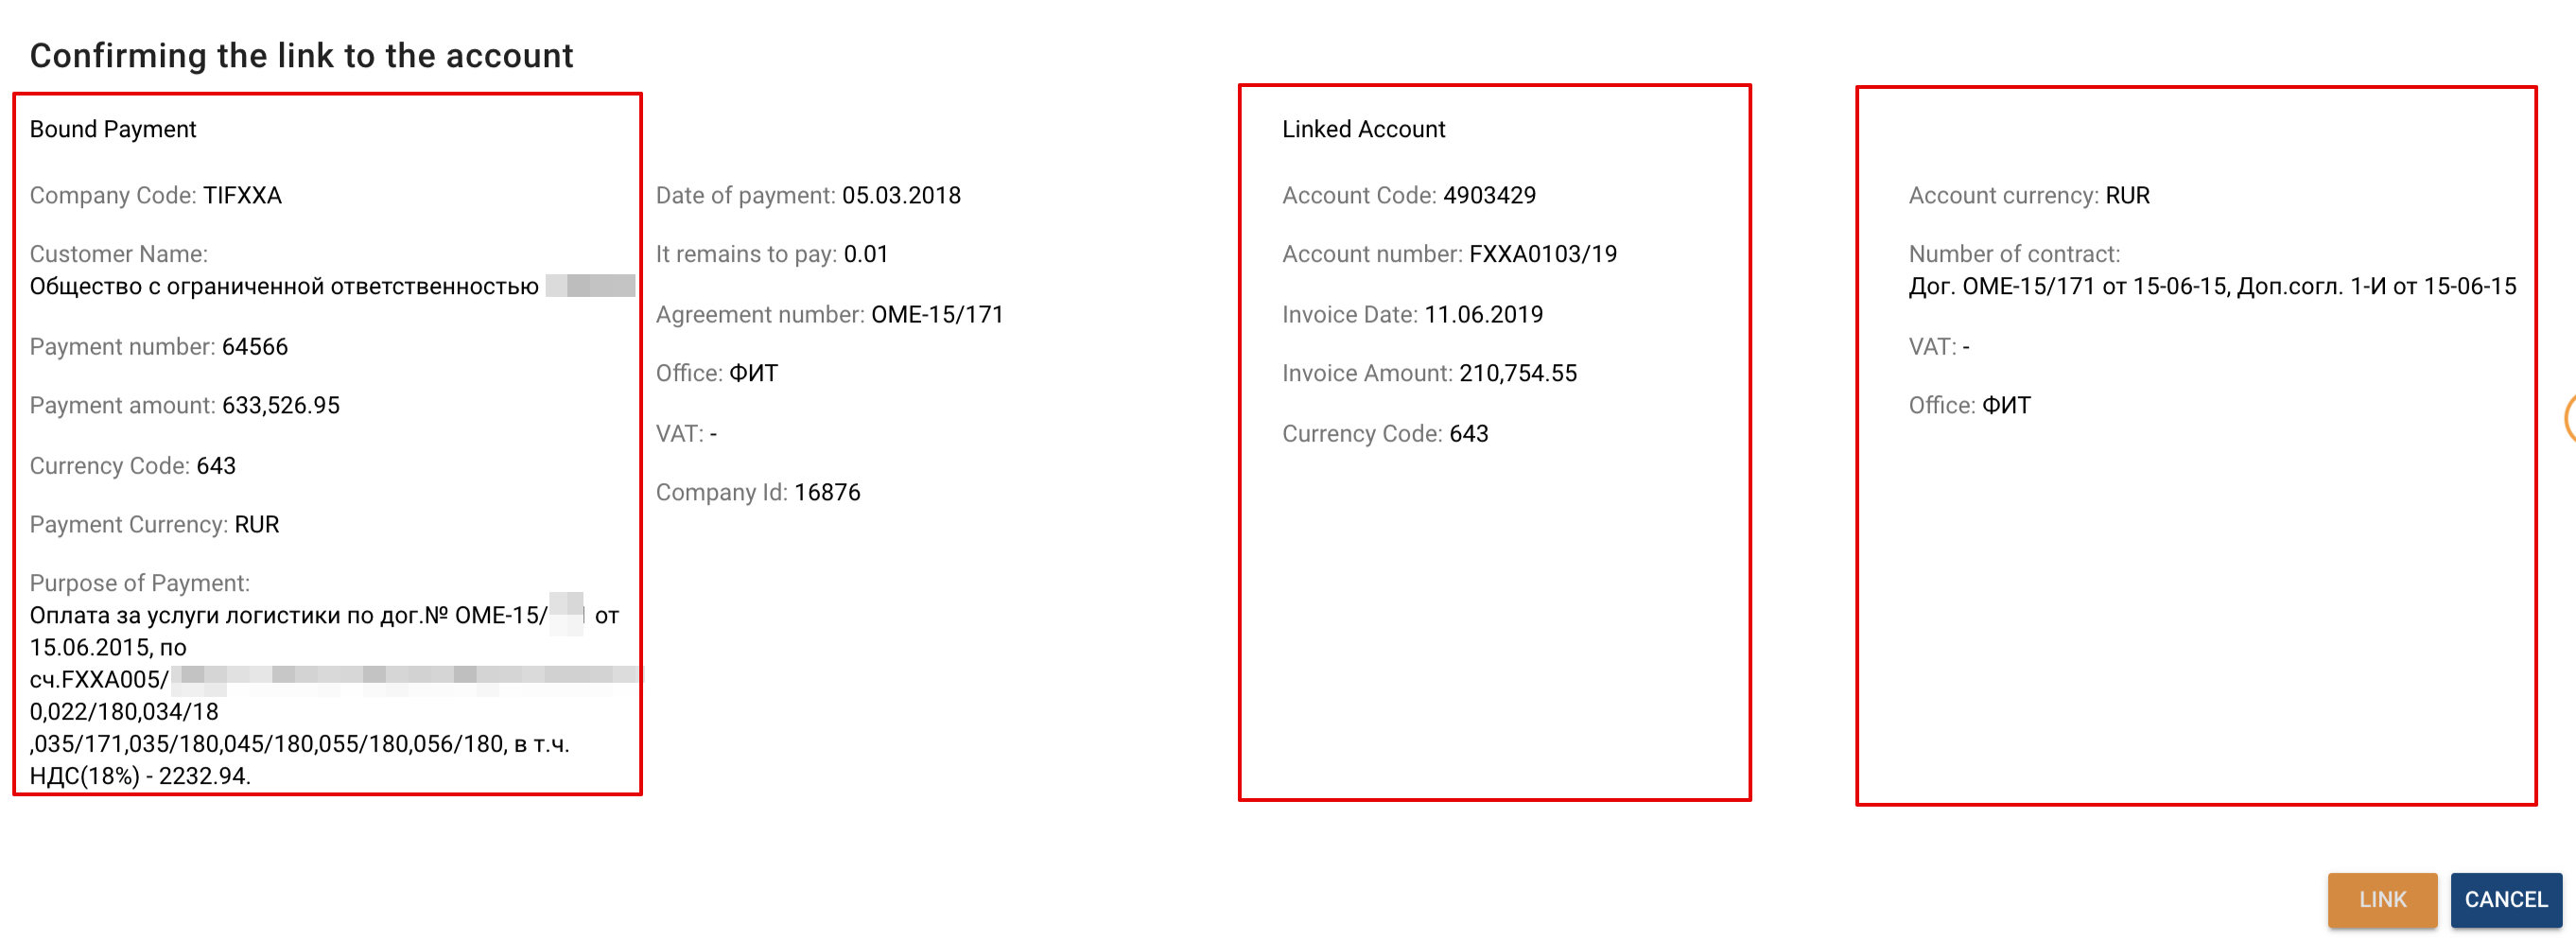 Confirming the link to the account
Bound Payment
Company Code: TIFXXA
Customer Name:
Общество с ограниченной ответственностью
Payment number: 64566
Payment amount: 633,526.95
Currency Code: 643
Payment Currency: RUR
Purpose of Payment:
Оплата за услуги логистики по дог.№ OME-15/ от
15.06.2015, по
сч.FXXA005/
0,022/180,034/18
,035/171,035/180,045/180,055/180,056/180, в т.ч.
НДС(18%) - 2232.94.
Date of payment: 05.03.2018
It remains to pay: 0.01
Agreement number: OME-15/171
Office: ФИТ
VAT: -
Company Id: 16876
Linked Account
Account Code: 4903429
Account number: FXXA0103/19
Invoice Date: 11.06.2019
Invoice Amount: 210,754.55
Currency Code: 643
Account currency: RUR
Number of contract:
Дог. OME-15/171 от 15-06-15, Доп.согл. 1-И от 15-06-15
VAT: -
Office: ФИТ
LINK
CANCEL